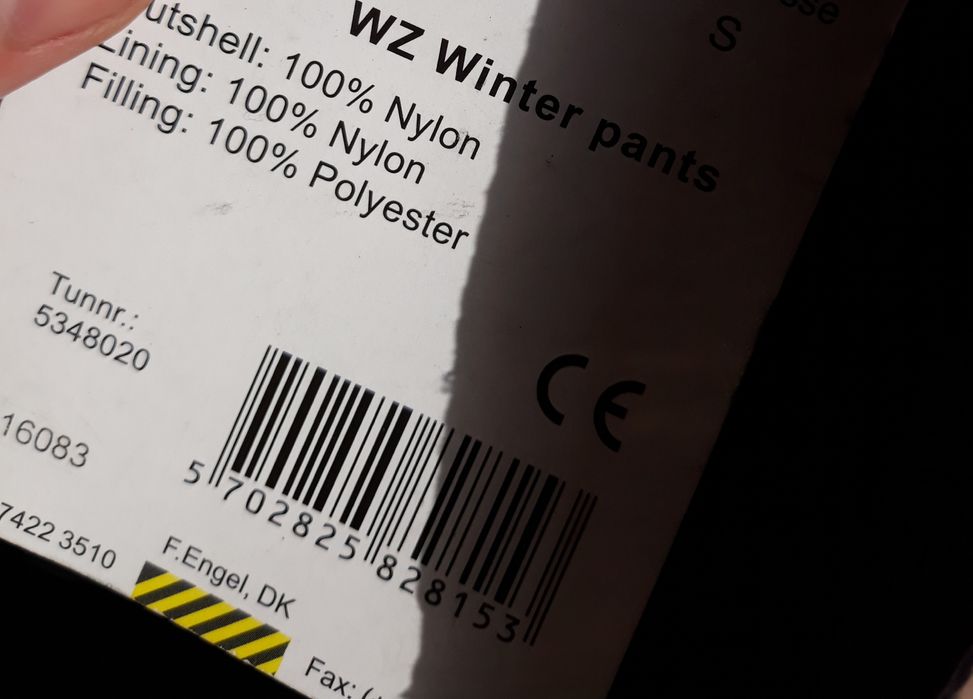 S
WZ Winter pants
utshell: 100% Nylon
Lining: 100% Nylon
Filling: 100% Polyester
Tunnr.:
5348020
CE
16083
5 702825 828153
7422 3510
F.Engel, DK
Fax: